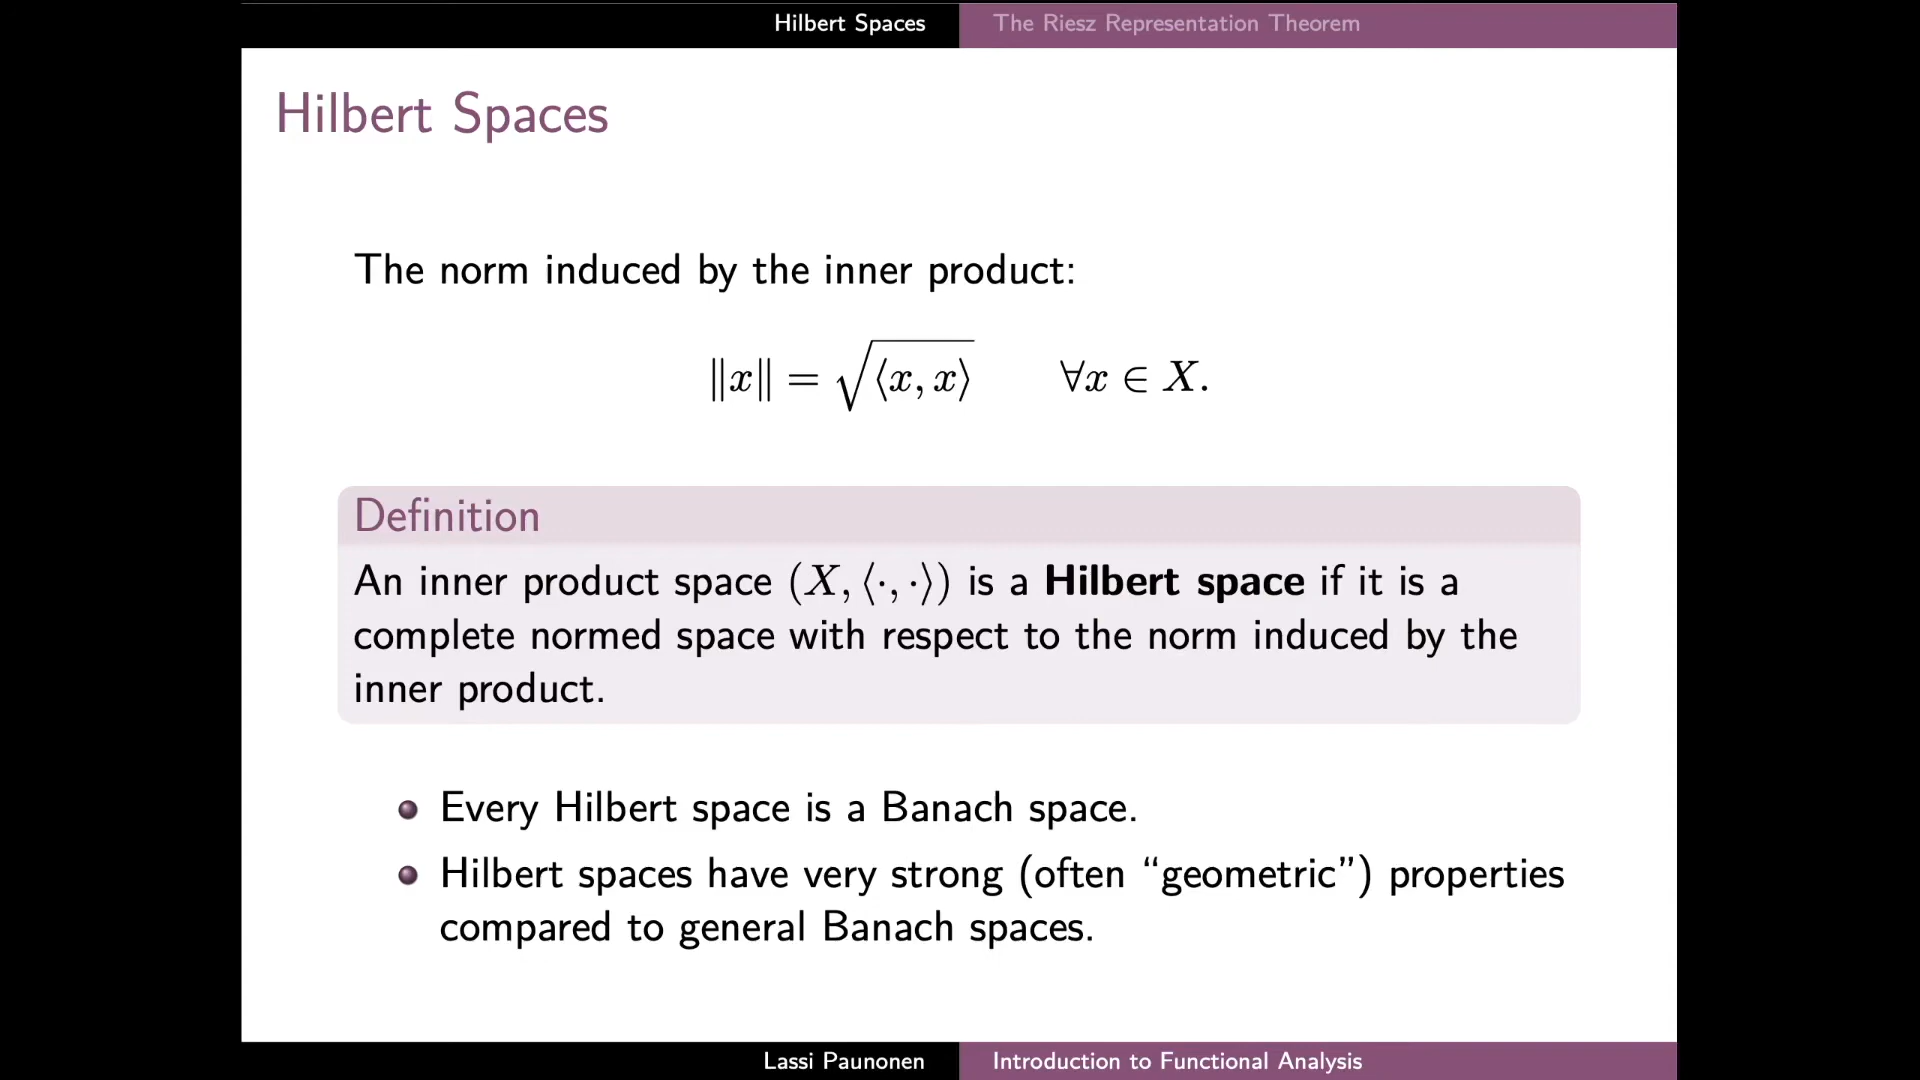 Hilbert Spaces
The Riesz Representation Theorem
Hilbert Spaces
The norm induced by the inner product:
‖x‖ = √⟨x, x⟩ ∀x ∈ X.
Definition
An inner product space (X, ⟨·, ·⟩) is a Hilbert space if it is a
complete normed space with respect to the norm induced by the
inner product.
Every Hilbert space is a Banach space.
Hilbert spaces have very strong (often “geometric”) properties
compared to general Banach spaces.
Lassi Paunonen
Introduction to Functional Analysis